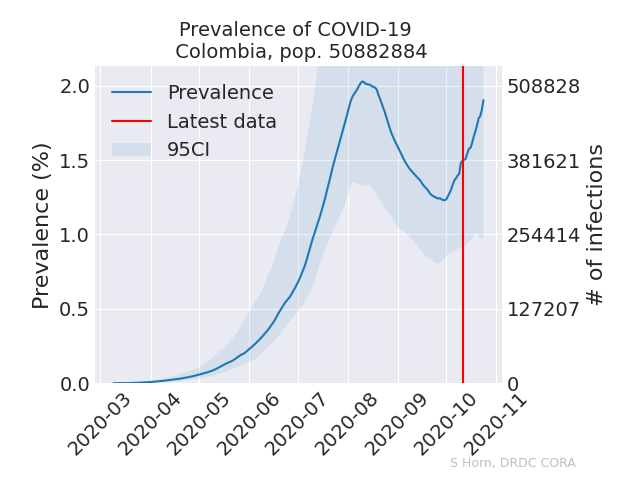 Prevalence of COVID-19
Colombia, pop. 50882884
Prevalence
Latest data
95CI
Prevalence (%)
2.0
1.5
1.0
0.5
0.0
508828
381621
254414
127207
0
# of infections
2020-03
2020-04
2020-05
2020-06
2020-07
2020-08
2020-09
2020-10
2020-11
S Horn, DRDC CORA